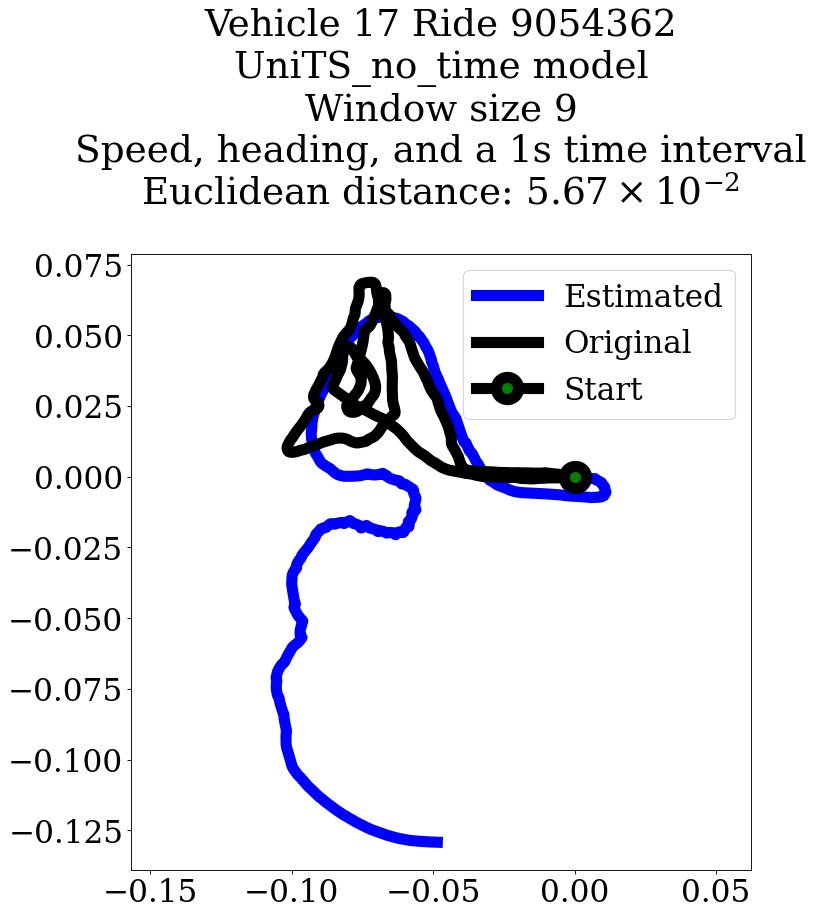 Vehicle 17 Ride 9054362
UniTS_no_time model
Window size 9
Speed, heading, and a 1s time interval
Euclidean distance: 5.67 × 10⁻²
Estimated
Original
Start
0.075
0.050
0.025
0.000
−0.025
−0.050
−0.075
−0.100
−0.125
−0.15 −0.10 −0.05 0.00 0.05